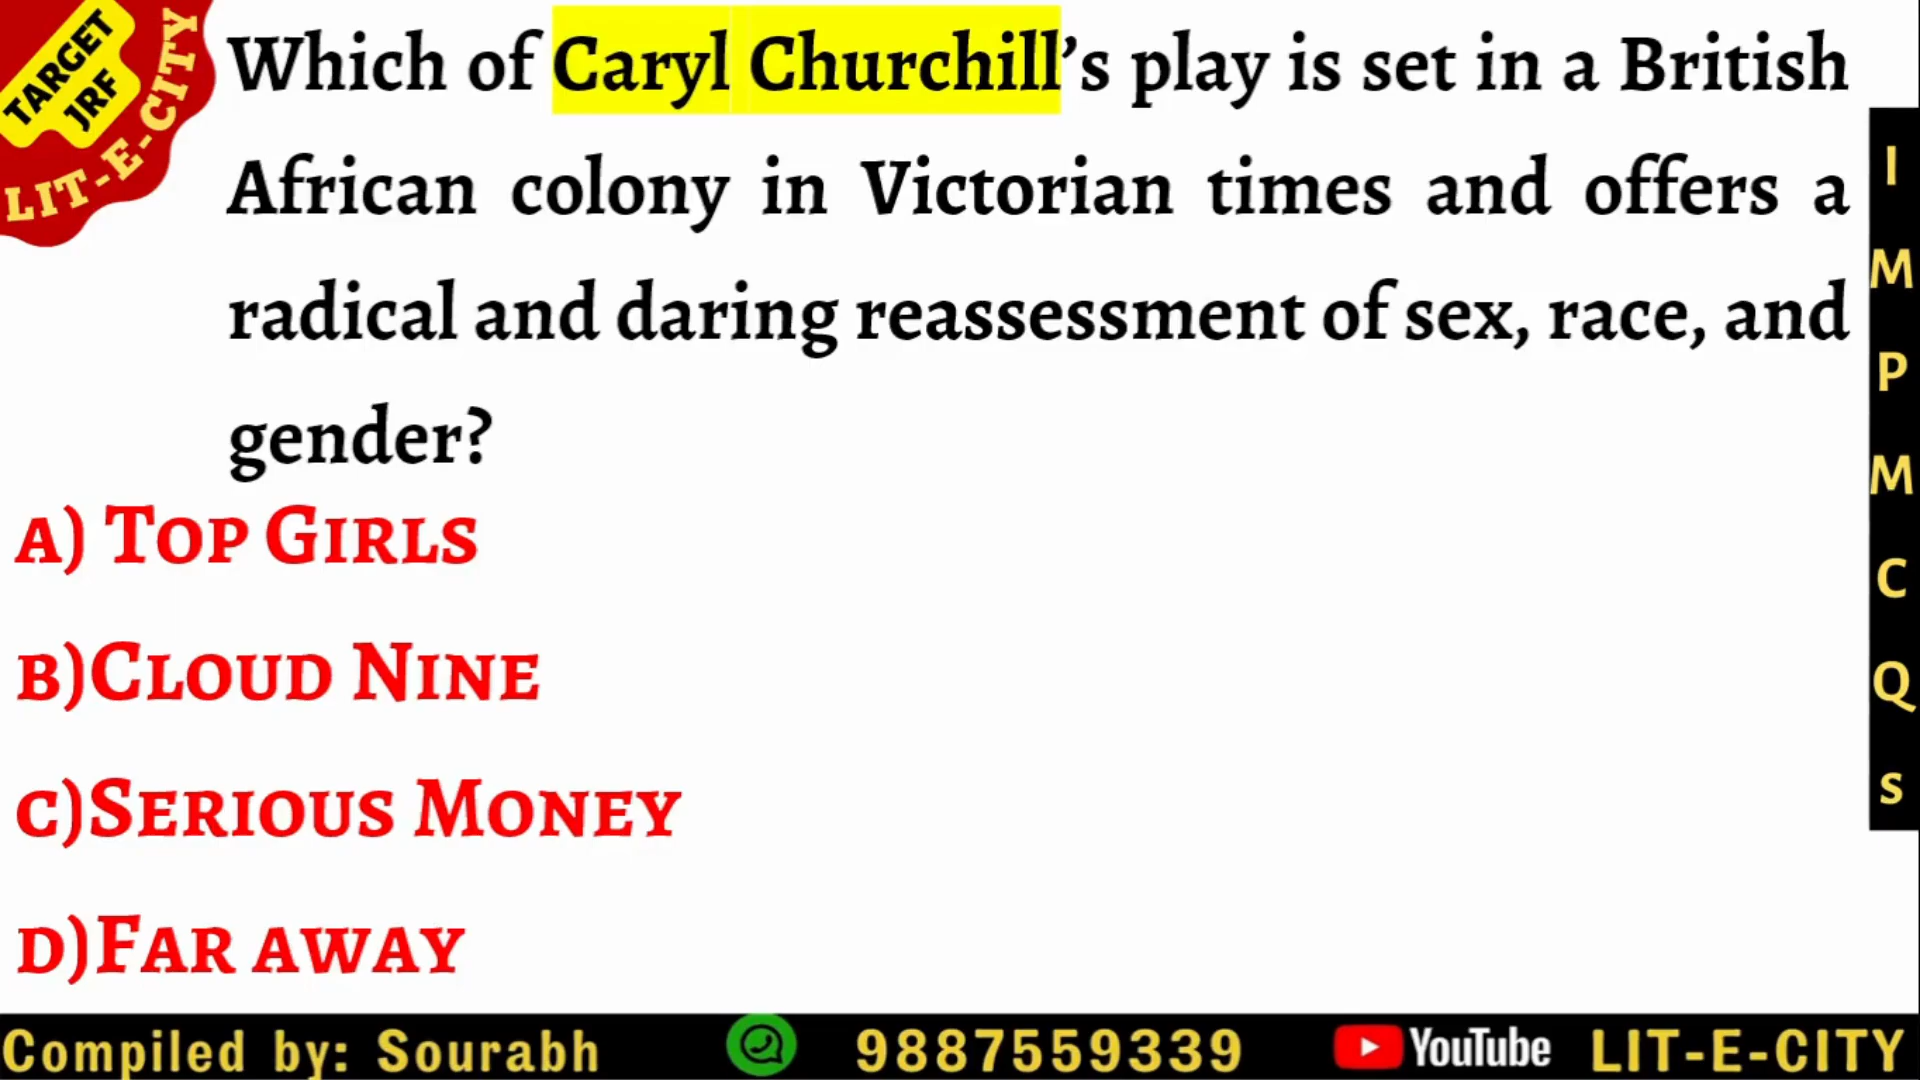 TARGET
JRF
LIT-E-CITY
Which of Caryl Churchill’s play is set in a British
African colony in Victorian times and offers a
radical and daring reassessment of sex, race, and
gender?
A) TOP GIRLS
B)CLOUD NINE
C)SERIOUS MONEY
D)FAR AWAY
I
M
P
M
C
Q
s
Compiled by: Sourabh 9887559339 YouTube LIT-E-CITY